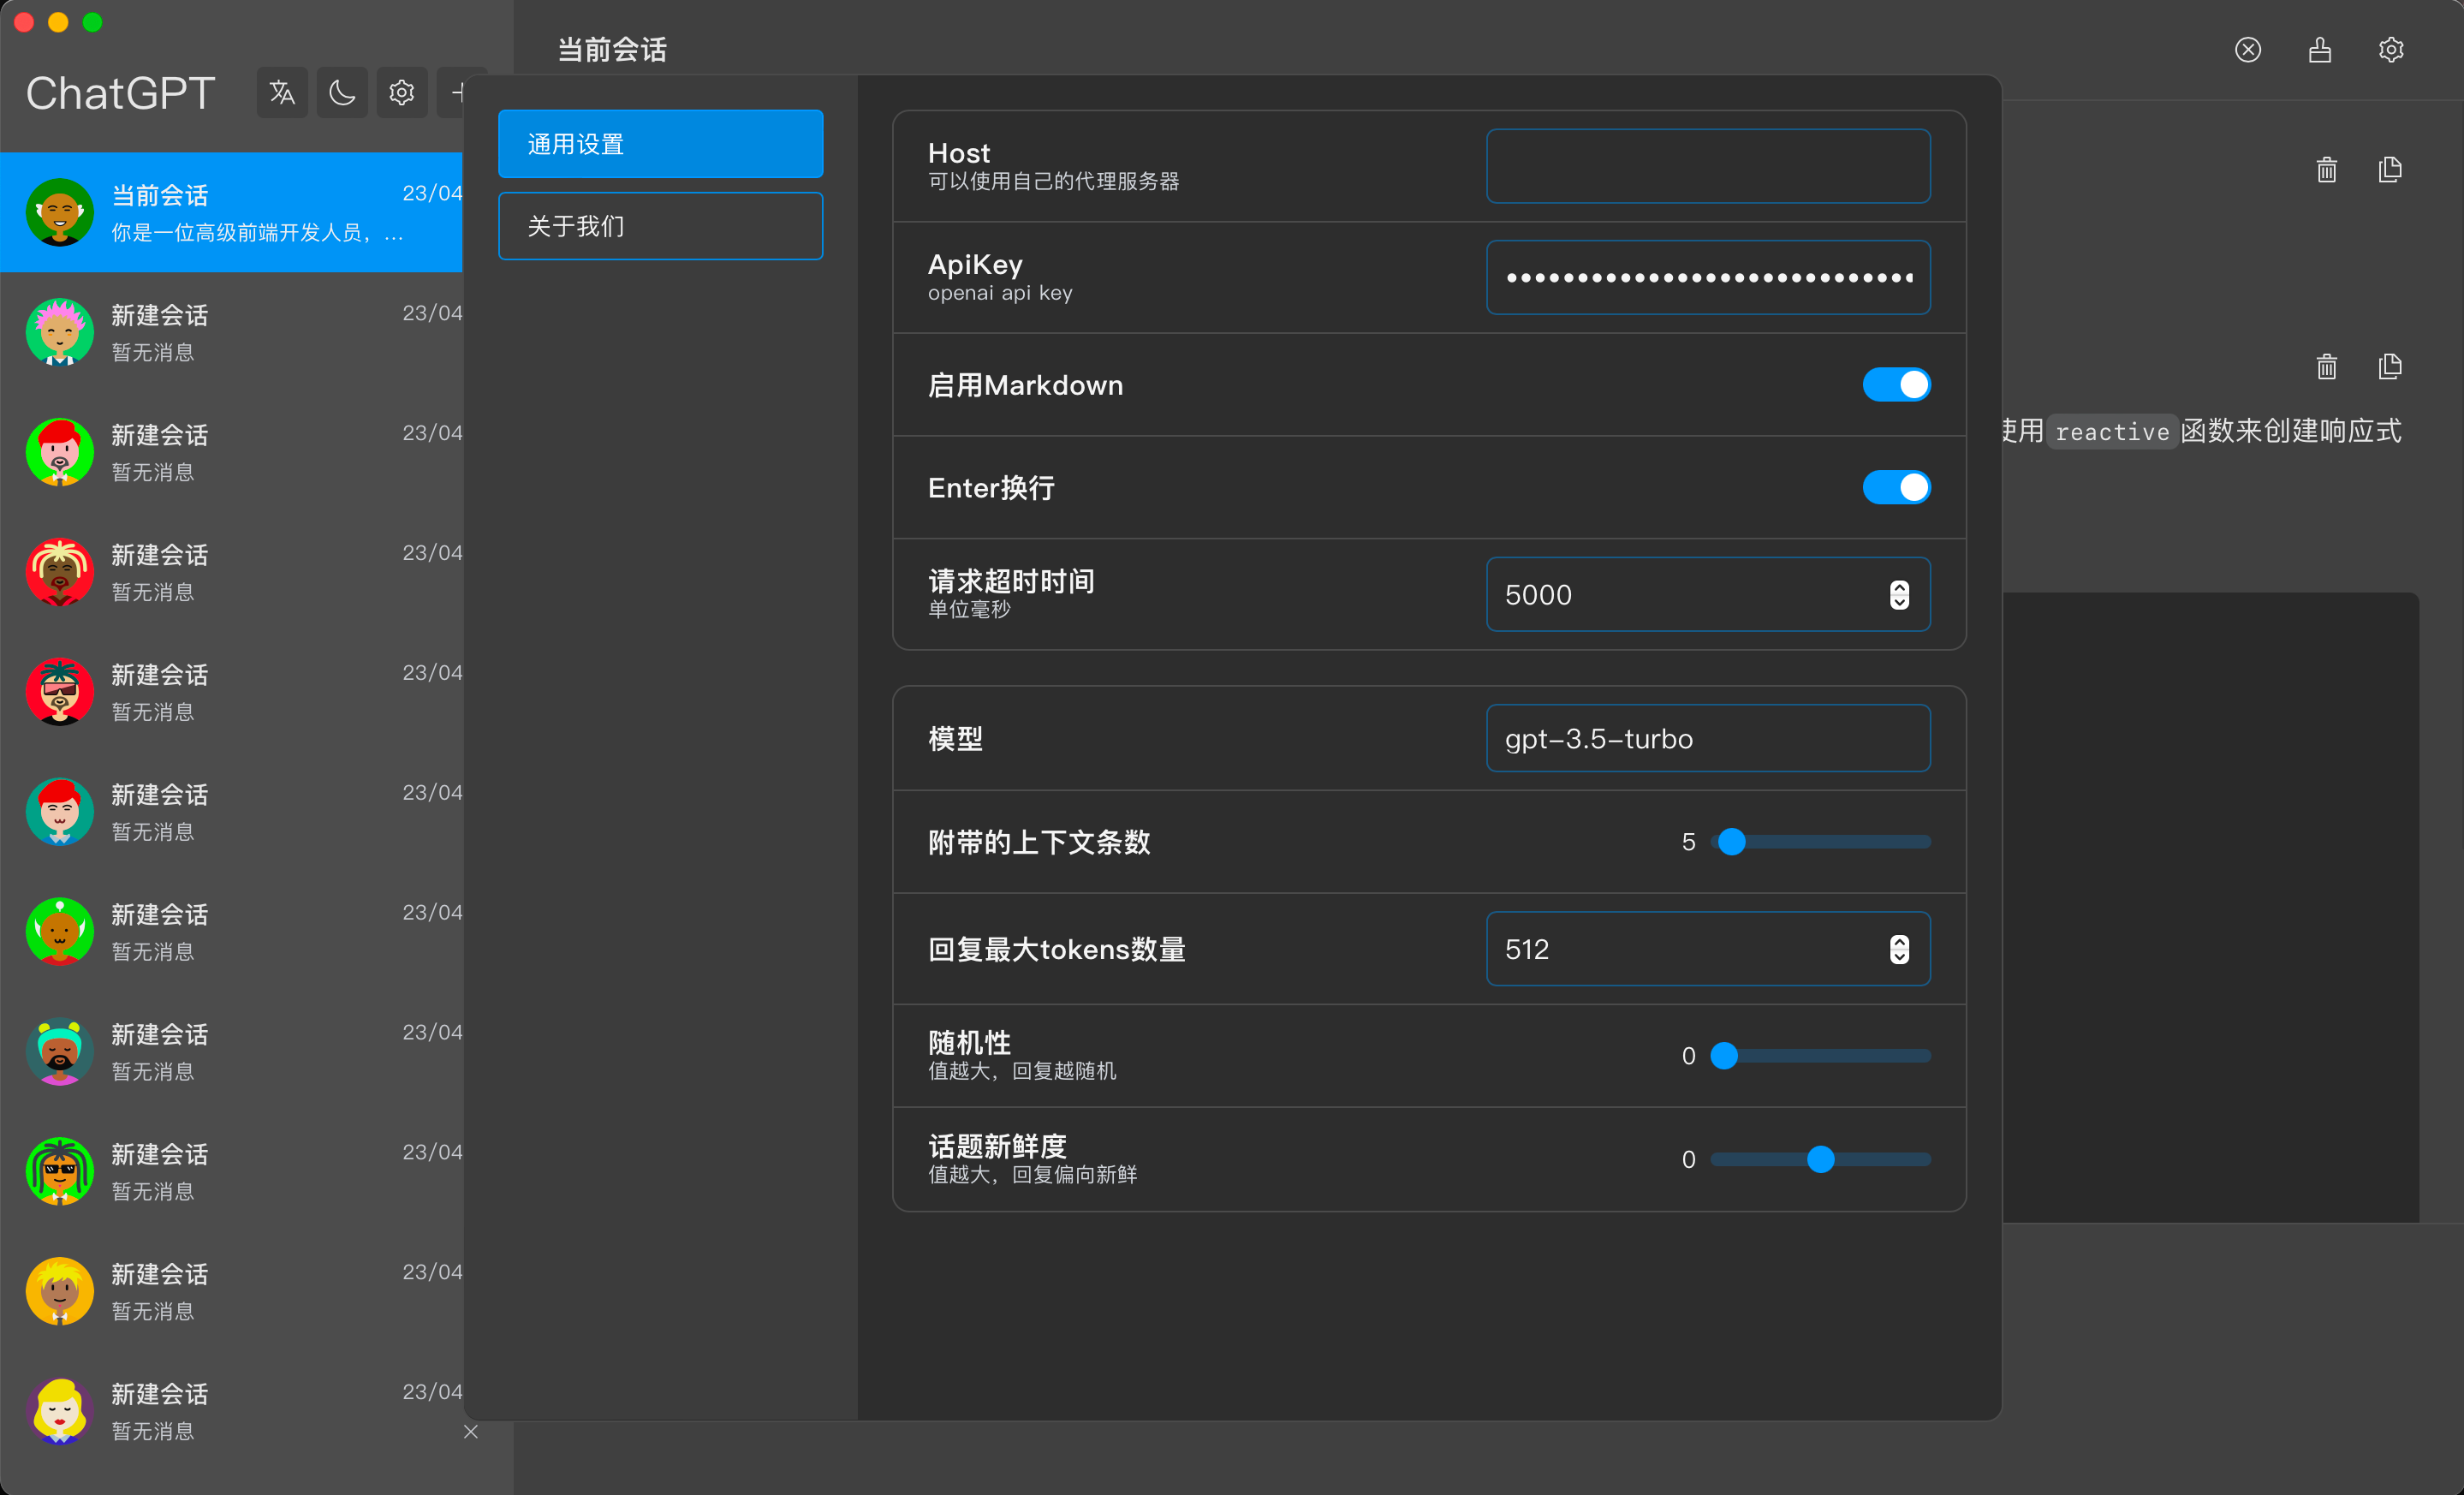 ChatGPT
当前会话
23/04
你是一位高级前端开发人员，...
新建会话
23/04
暂无消息
新建会话
23/04
暂无消息
新建会话
23/04
暂无消息
新建会话
23/04
暂无消息
新建会话
23/04
暂无消息
新建会话
23/04
暂无消息
新建会话
23/04
暂无消息
新建会话
23/04
暂无消息
新建会话
23/04
暂无消息
新建会话
23/04
暂无消息
当前会话
通用设置
关于我们
Host
可以使用自己的代理服务器
ApiKey
openai api key
启用Markdown
Enter换行
请求超时时间
单位毫秒
5000
模型
gpt-3.5-turbo
附带的上下文条数
5
回复最大tokens数量
512
随机性
值越大，回复越随机
0
话题新鲜度
值越大，回复偏向新鲜
0
使用 reactive 函数来创建响应式